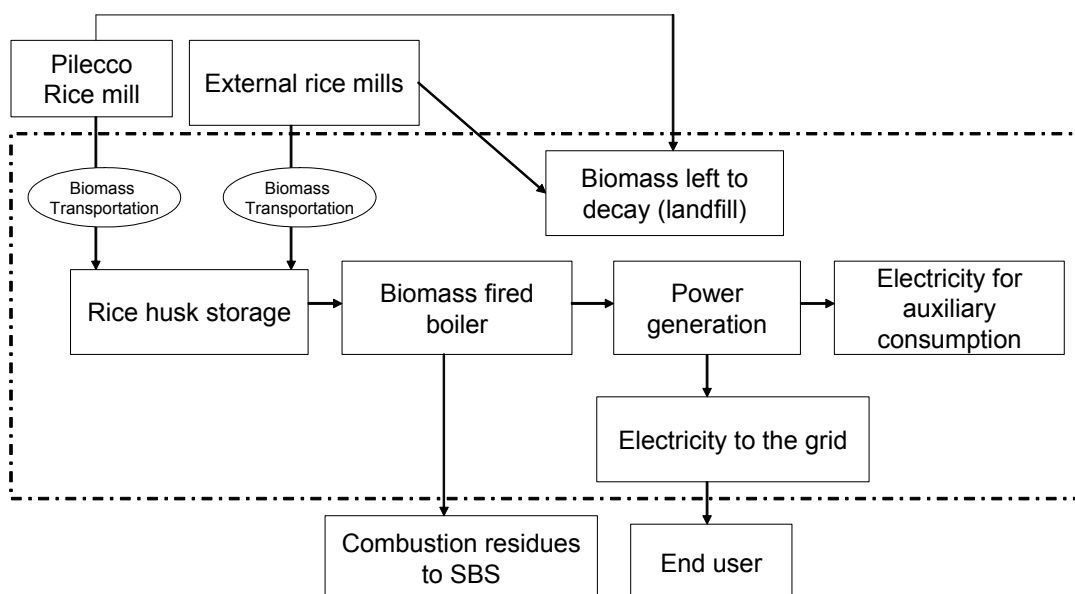 Pilecco
Rice mill
External rice mills
Biomass
Transportation
Biomass
Transportation
Biomass left to
decay (landfill)
Rice husk storage
Biomass fired
boiler
Power
generation
Electricity for
auxiliary
consumption
Electricity to the grid
Combustion residues
to SBS
End user